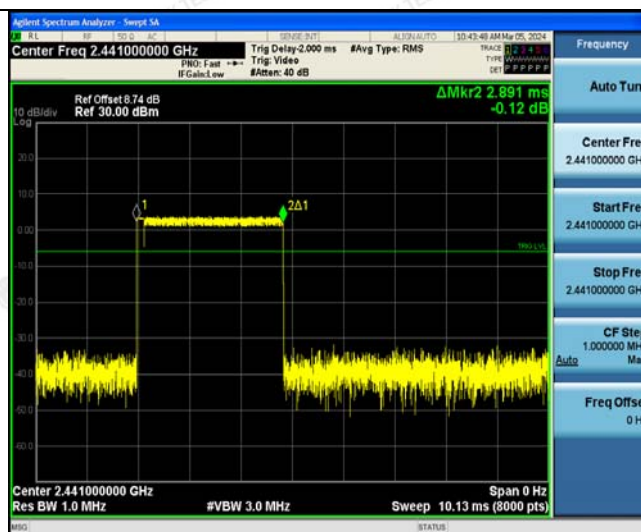 Agilent Spectrum Analyzer - Swept SA
RL RF 50 Ω AC SENSE:INT ALIGNAUTO 10:43:48 AM Mar 05, 2024
Center Freq 2.441000000 GHz
PNO: Fast
IFGain:Low
Trig Delay-2.000 ms
Trig: Video
#Atten: 40 dB
#Avg Type: RMS
TRACE 1 2 3 4 5 6
TYPE
DET P P P P P P
Ref Offset 8.74 dB
10 dB/div Ref 30.00 dBm
Log
ΔMkr2 2.891 ms
-0.12 dB
20.0
10.0
1
2Δ1
0.00
TRIG LVL
-10.0
-20.0
-30.0
-40.0
-50.0
-60.0
Center 2.441000000 GHz Span 0 Hz
Res BW 1.0 MHz #VBW 3.0 MHz Sweep 10.13 ms (8000 pts)
MSG STATUS
Frequency
Auto Tun
Center Fre
2.441000000 GH
Start Fre
2.441000000 GH
Stop Fre
2.441000000 GH
CF Ste
1.000000 MH
Auto Ma
Freq Offse
0 H